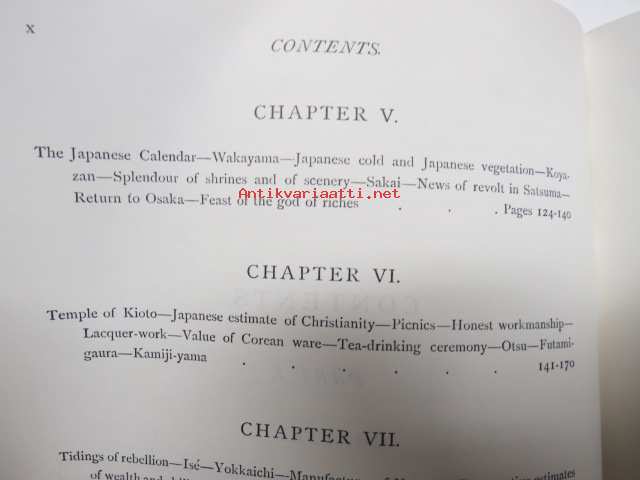 x
CONTENTS.
CHAPTER V.
The Japanese Calendar—Wakayama—Japanese cold and Japanese vegetation—Koya-
zan—Splendour of shrines and of scenery—Sakai—News of revolt in Satsuma—
Antikvariaatti.net
Return to Osaka—Feast of the god of riches . . . Pages 124-140
CHAPTER VI.
Temple of Kioto—Japanese estimate of Christianity—Picnics—Honest workmanship—
Lacquer-work—Value of Corean ware—Tea-drinking ceremony—Otsu—Futami-
gaura—Kamiji-yama . . . . . . 141-170
CHAPTER VII.
Tidings of rebellion—Isé—Yokkaichi—
of wealth and estimates